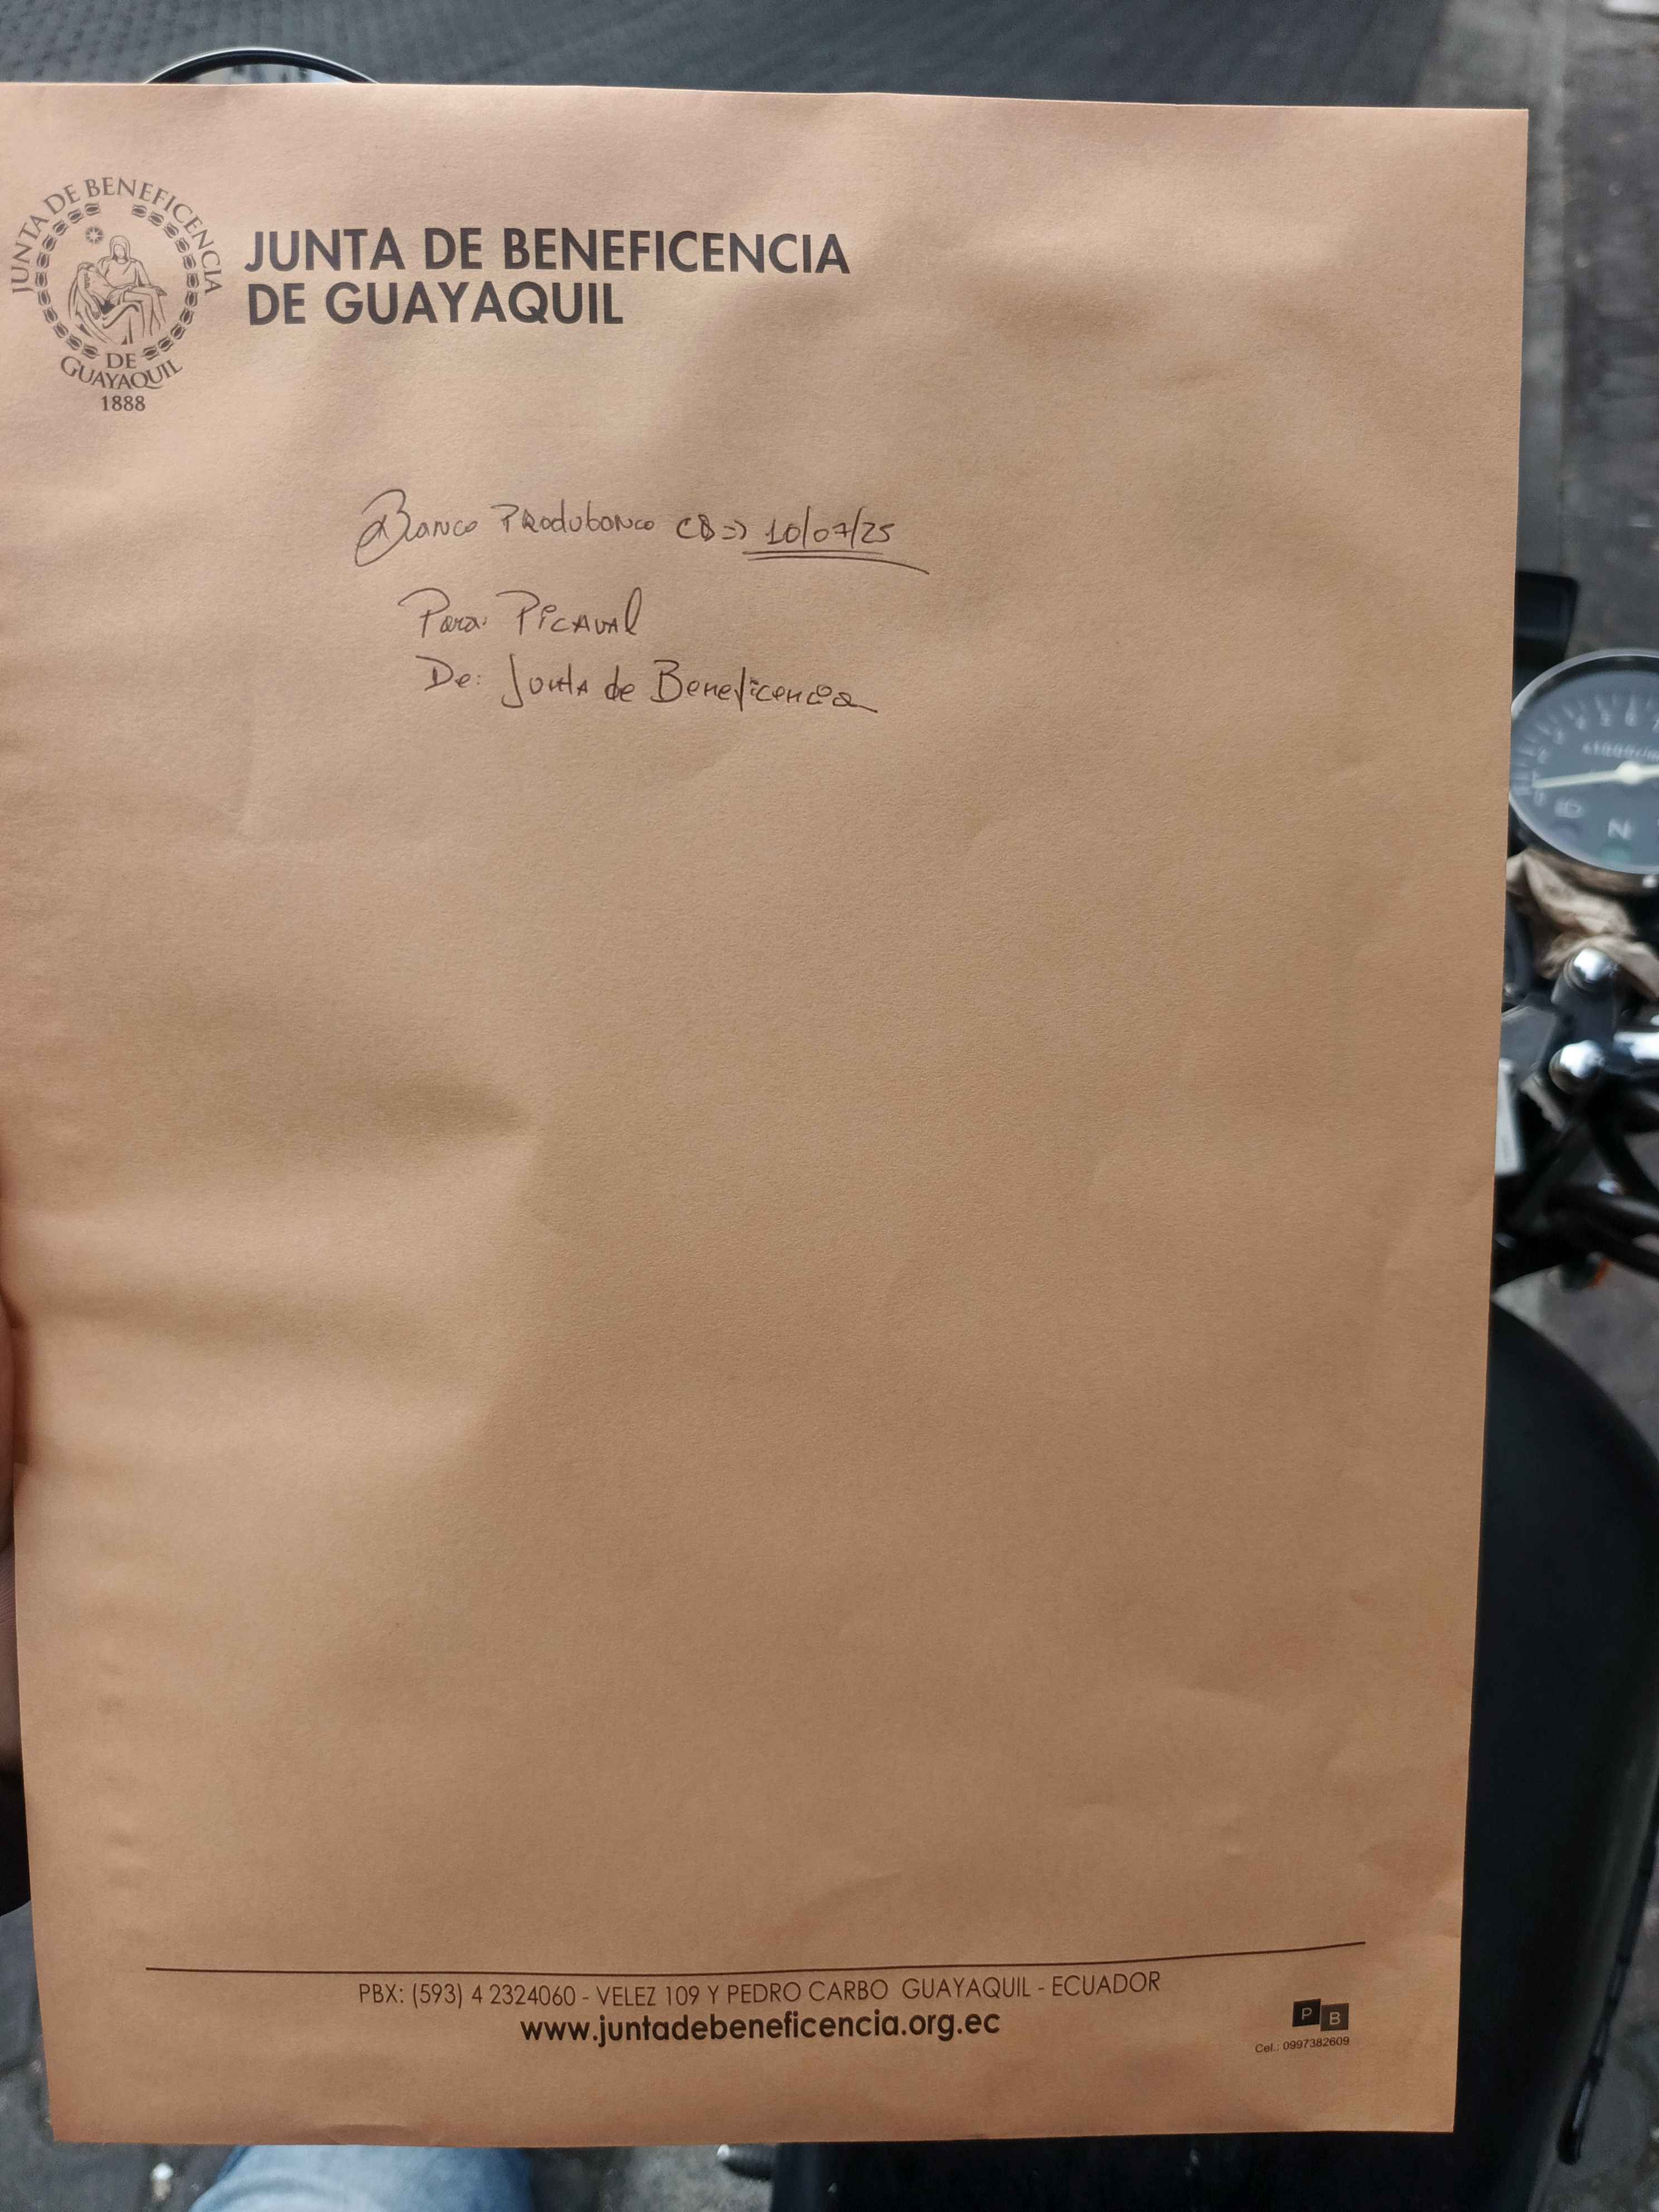 JUNTA DE BENEFICENCIA
DE
GUAYAQUIL
1888
JUNTA DE BENEFICENCIA
DE GUAYAQUIL
Banco Produbanco CB => 10/07/25
Para: Picaval
De: Junta de Beneficencia
PBX: (593) 4 2324060 - VELEZ 109 Y PEDRO CARBO GUAYAQUIL - ECUADOR
www.juntadebeneficencia.org.ec
P B
Cel.: 0997382609
N